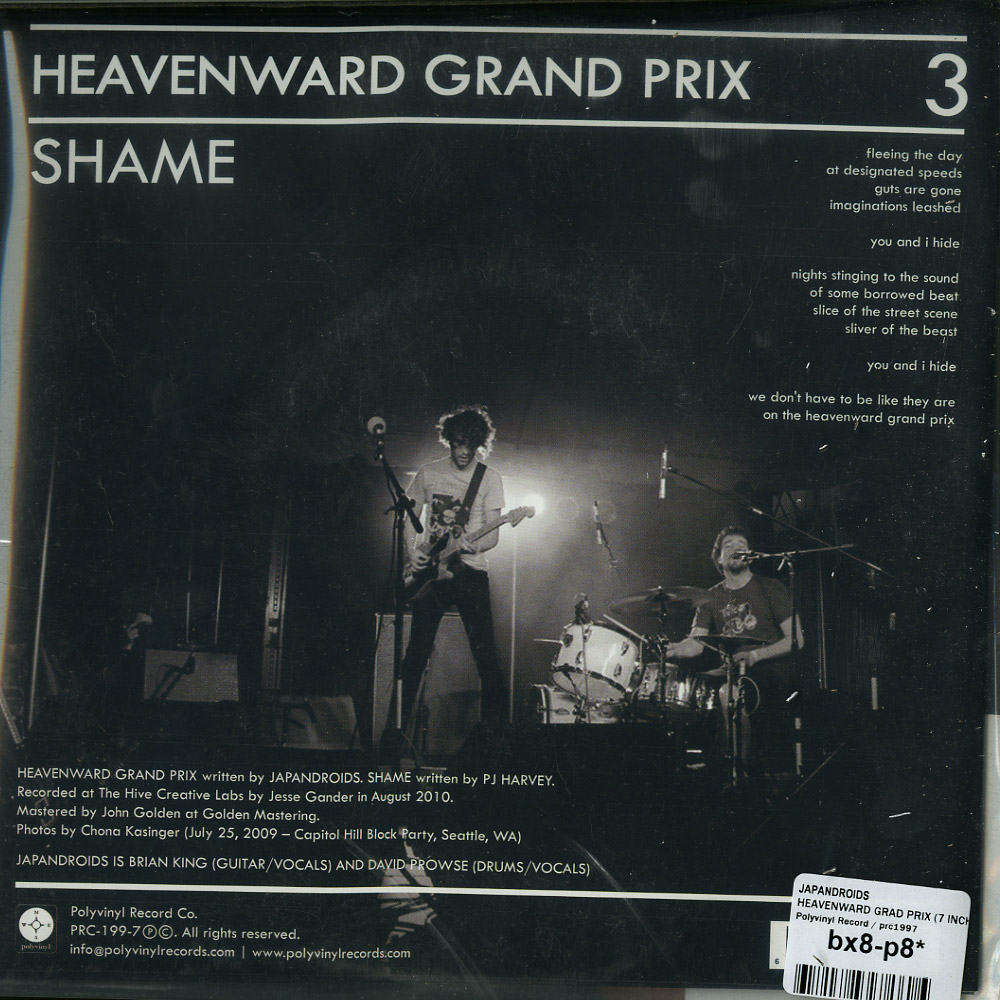 HEAVENWARD GRAND PRIX 3
SHAME
fleeing the day
at designated speeds
guts are gone
imaginations leashed
you and i hide
nights stinging to the sound
of some borrowed beat
slice of the street scene
sliver of the beast
you and i hide
we don't have to be like they are
on the heavenward grand prix
HEAVENWARD GRAND PRIX written by JAPANDROIDS. SHAME written by PJ HARVEY.
Recorded at The Hive Creative Labs by Jesse Gander in August 2010.
Mastered by John Golden at Golden Mastering.
Photos by Chona Kasinger (July 25, 2009 – Capitol Hill Block Party, Seattle, WA)
JAPANDROIDS IS BRIAN KING (GUITAR/VOCALS) AND DAVID PROWSE (DRUMS/VOCALS)
N
W E
S
polyvinyl
Polyvinyl Record Co.
PRC-199-7 ℗©. All rights reserved.
info@polyvinylrecords.com | www.polyvinylrecords.com
6
JAPANDROIDS
HEAVENWARD GRAD PRIX (7 INCH
Polyvinyl Record / prc1997
bx8-p8*